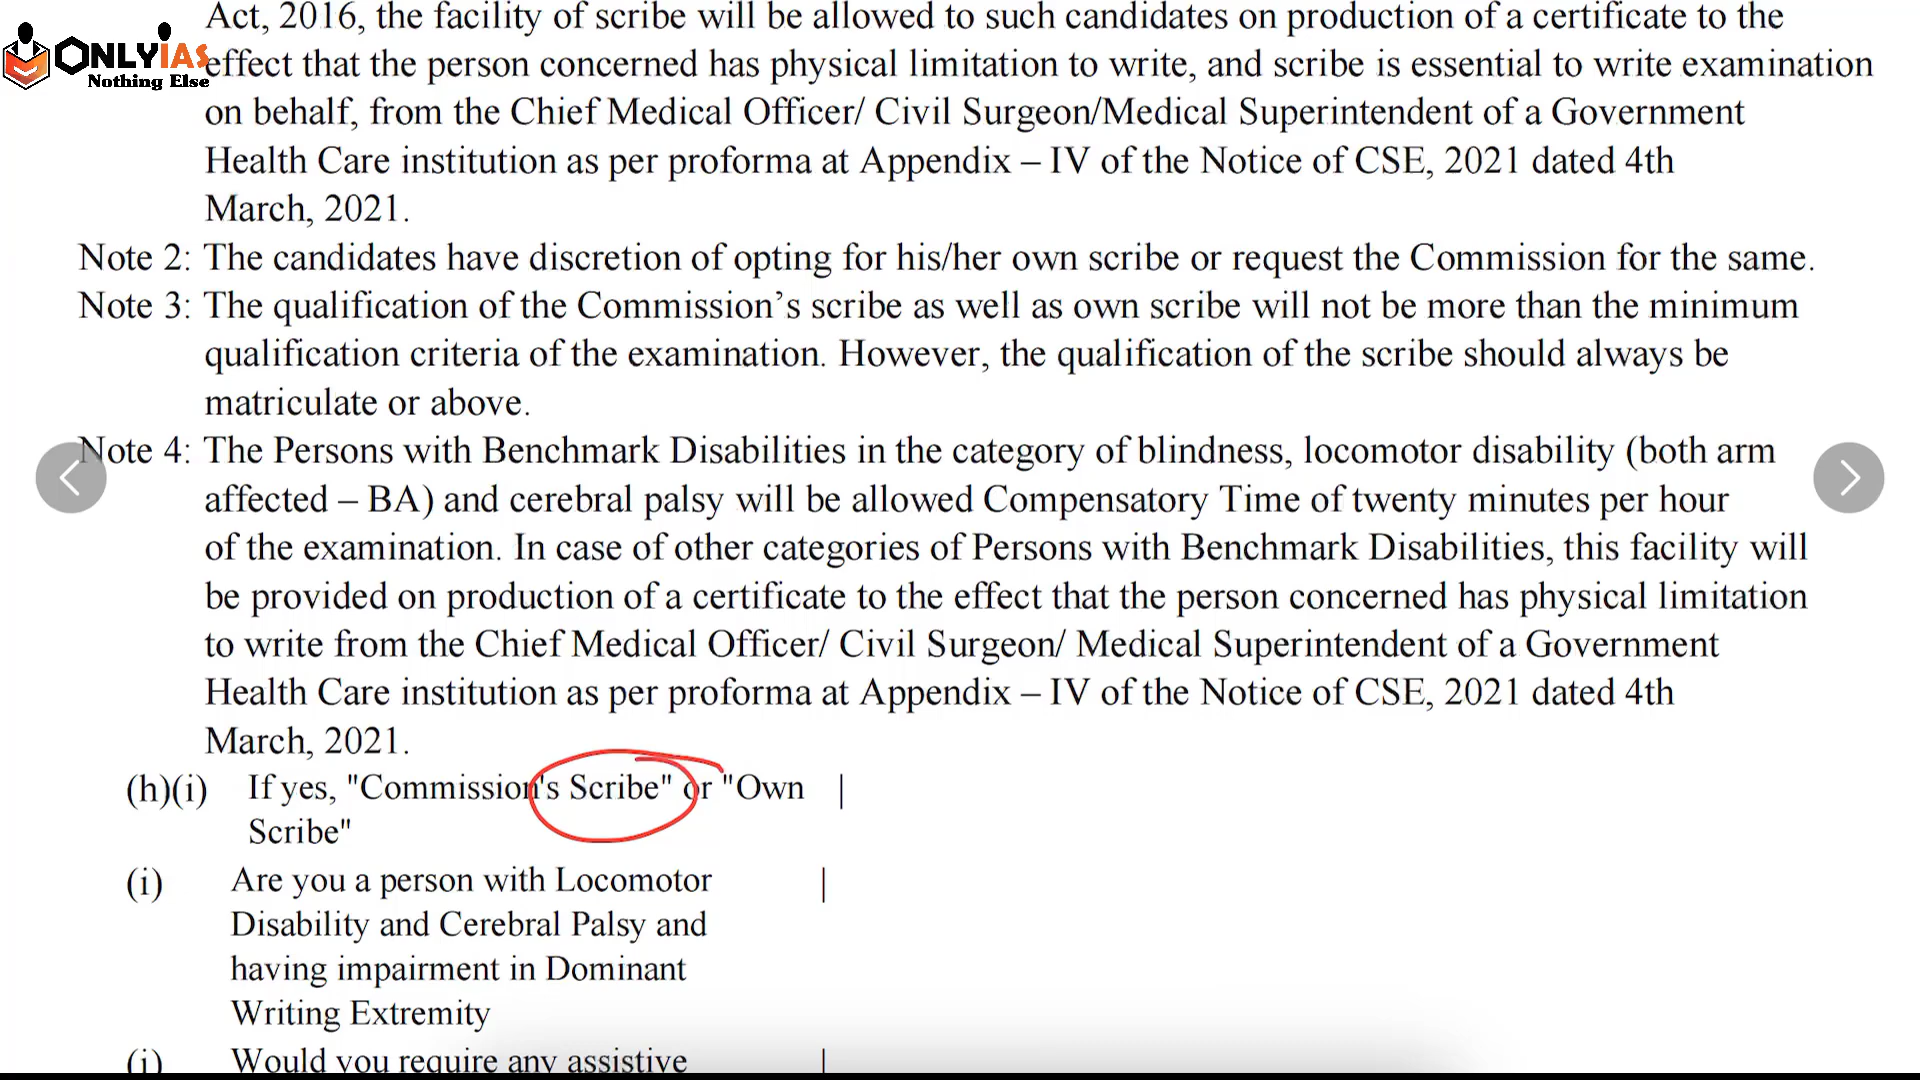 Act, 2016, the facility of scribe will be allowed to such candidates on production of a certificate to the
ONLYIAS
Nothing Else
effect that the person concerned has physical limitation to write, and scribe is essential to write examination
on behalf, from the Chief Medical Officer/ Civil Surgeon/Medical Superintendent of a Government
Health Care institution as per proforma at Appendix – IV of the Notice of CSE, 2021 dated 4th
March, 2021.
Note 2: The candidates have discretion of opting for his/her own scribe or request the Commission for the same.
Note 3: The qualification of the Commission’s scribe as well as own scribe will not be more than the minimum
qualification criteria of the examination. However, the qualification of the scribe should always be
matriculate or above.
Note 4: The Persons with Benchmark Disabilities in the category of blindness, locomotor disability (both arm
affected – BA) and cerebral palsy will be allowed Compensatory Time of twenty minutes per hour
of the examination. In case of other categories of Persons with Benchmark Disabilities, this facility will
be provided on production of a certificate to the effect that the person concerned has physical limitation
to write from the Chief Medical Officer/ Civil Surgeon/ Medical Superintendent of a Government
Health Care institution as per proforma at Appendix – IV of the Notice of CSE, 2021 dated 4th
March, 2021.
(h)(i) If yes, "Commission's Scribe" or "Own |
Scribe"
(i) Are you a person with Locomotor |
Disability and Cerebral Palsy and
having impairment in Dominant
Writing Extremity
(j) Would you require any assistive |